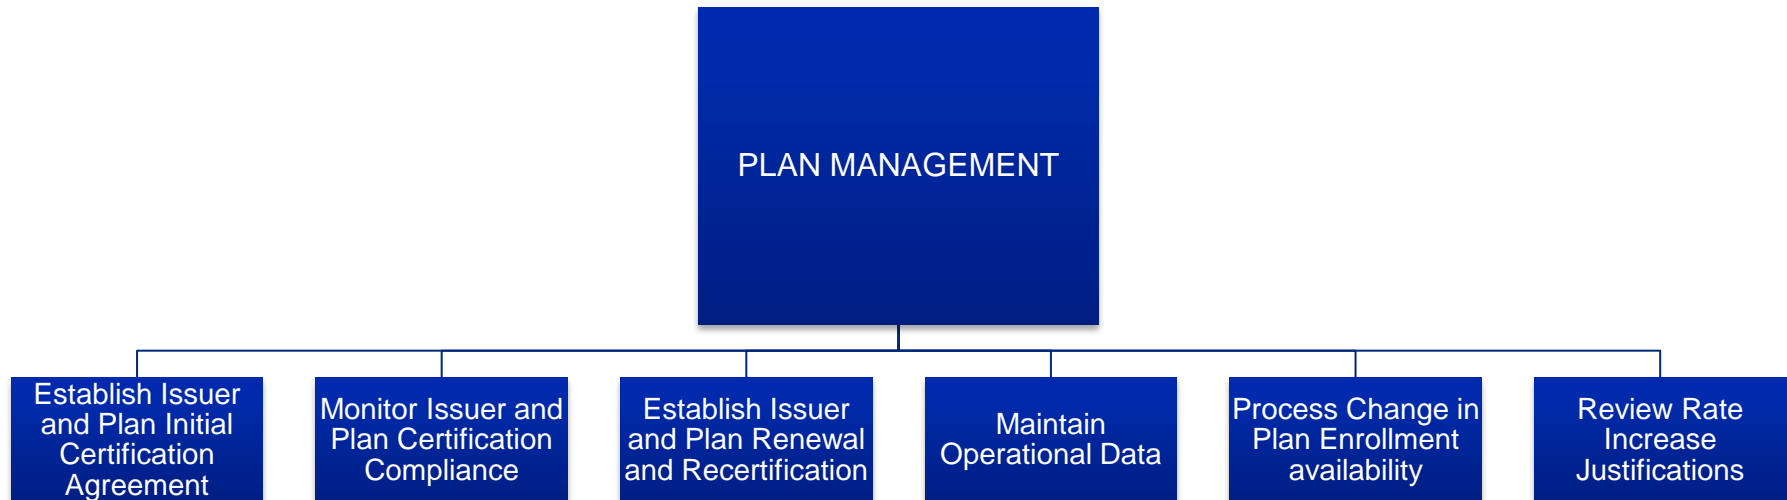 PLAN MANAGEMENT
Establish Issuer
and Plan Initial
Certification
Agreement
Monitor Issuer and
Plan Certification
Compliance
Establish Issuer
and Plan Renewal
and Recertification
Maintain
Operational Data
Process Change in
Plan Enrollment
availability
Review Rate
Increase
Justifications